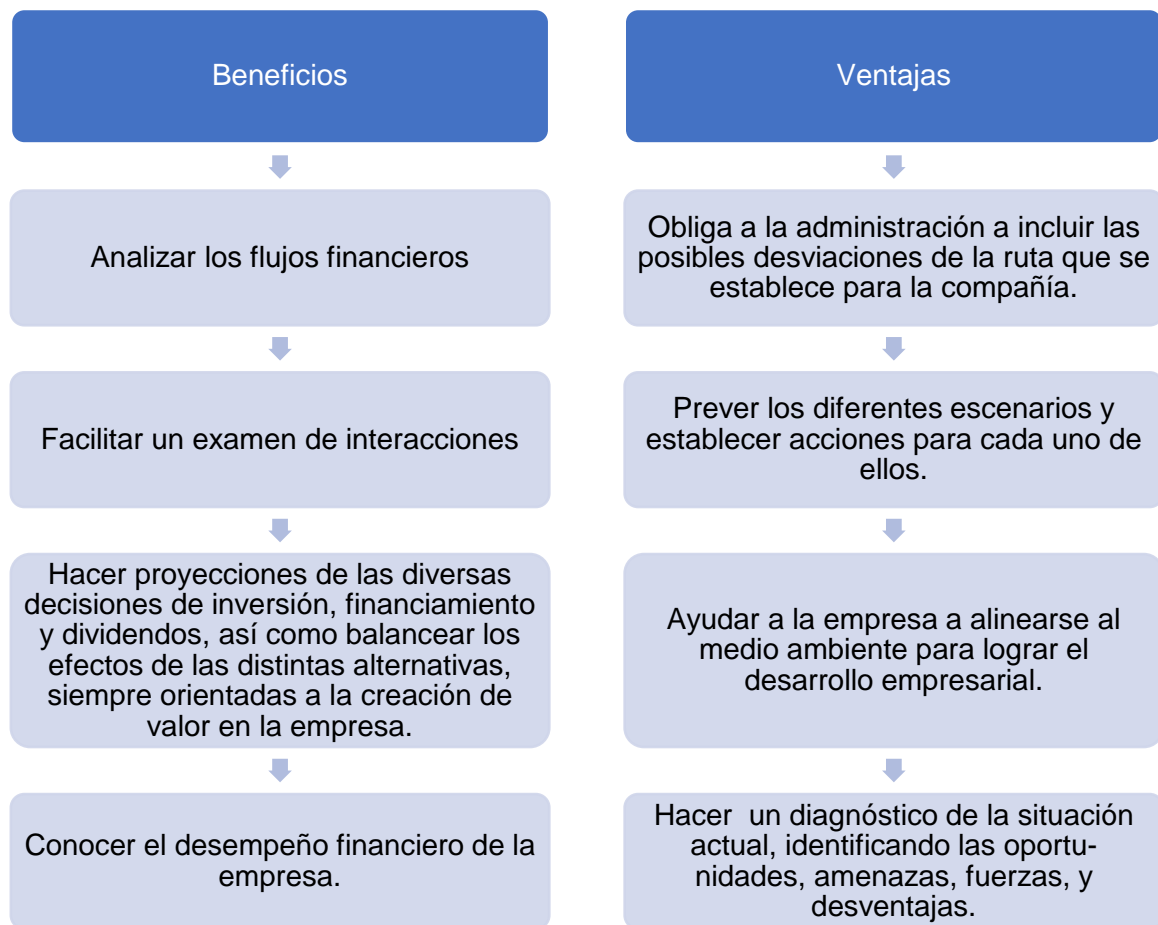 Beneficios
Analizar los flujos financieros
Facilitar un examen de interacciones
Hacer proyecciones de las diversas
decisiones de inversión, financiamiento
y dividendos, así como balancear los
efectos de las distintas alternativas,
siempre orientadas a la creación de
valor en la empresa.
Conocer el desempeño financiero de la
empresa.
Ventajas
Obliga a la administración a incluir las
posibles desviaciones de la ruta que se
establece para la compañía.
Prever los diferentes escenarios y
establecer acciones para cada uno de
ellos.
Ayudar a la empresa a alinearse al
medio ambiente para lograr el
desarrollo empresarial.
Hacer  un diagnóstico de la situación
actual, identificando las oportu-
nidades, amenazas, fuerzas, y
desventajas.